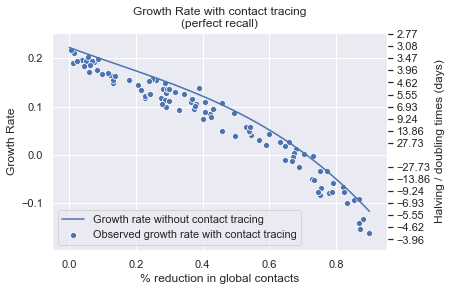 Growth Rate with contact tracing
(perfect recall)
Growth Rate
0.2
0.1
0.0
−0.1
2.77
3.08
3.47
3.96
4.62
5.55
6.93
9.24
13.86
27.73
−27.73
−13.86
−9.24
−6.93
−5.55
−4.62
−3.96
Halving / doubling times (days)
Growth rate without contact tracing
Observed growth rate with contact tracing
0.0 0.2 0.4 0.6 0.8
% reduction in global contacts